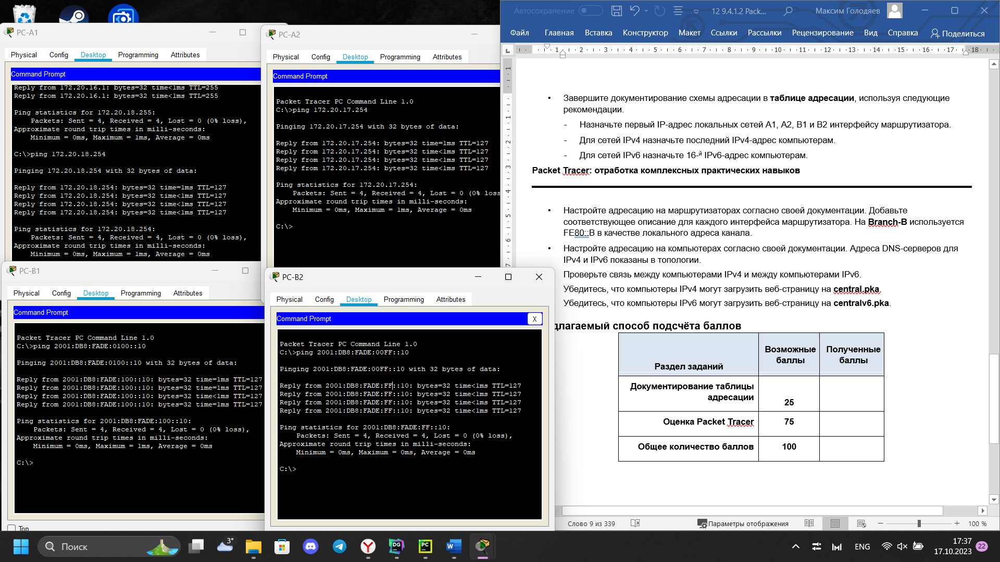 PC-A1
Physical Config Desktop Programming Attributes
Command Prompt
Reply from 172.20.16.1: bytes=32 time<1ms TTL=255
Reply from 172.20.16.1: bytes=32 time<1ms TTL=255
Ping statistics for 172.20.18.255:
Packets: Sent = 4, Received = 4, Lost = 0 (0% loss),
Approximate round trip times in milli-seconds:
Minimum = 0ms, Maximum = 1ms, Average = 0ms
C:\>ping 172.20.18.254
Pinging 172.20.18.254 with 32 bytes of data:
Reply from 172.20.18.254: bytes=32 time=1ms TTL=127
Reply from 172.20.18.254: bytes=32 time<1ms TTL=127
Reply from 172.20.18.254: bytes=32 time<1ms TTL=127
Reply from 172.20.18.254: bytes=32 time<1ms TTL=127
Ping statistics for 172.20.18.254:
Packets: Sent = 4, Received = 4, Lost = 0 (0% loss),
Approximate round trip times in milli-seconds:
Minimum = 0ms, Maximum = 1ms, Average = 0ms
PC-A2
Physical Config Desktop Programming Attributes
Command Prompt
Packet Tracer PC Command Line 1.0
C:\>ping 172.20.17.254
Pinging 172.20.17.254 with 32 bytes of data:
Reply from 172.20.17.254: bytes=32 time=1ms TTL=127
Reply from 172.20.17.254: bytes=32 time<1ms TTL=127
Reply from 172.20.17.254: bytes=32 time<1ms TTL=127
Reply from 172.20.17.254: bytes=32 time<1ms TTL=127
Ping statistics for 172.20.17.254:
Packets: Sent = 4, Received = 4, Lost = 0 (0% loss
Approximate round trip times in milli-seconds:
Minimum = 0ms, Maximum = 1ms, Average = 0ms
C:\>
PC-B1
Physical Config Desktop Programming Attributes
Command Prompt
Packet Tracer PC Command Line 1.0
C:\>ping 2001:DB8:FADE:0100::10
Pinging 2001:DB8:FADE:0100::10 with 32 bytes of data:
Reply from 2001:DB8:FADE:100::10: bytes=32 time=1ms TTL=127
Reply from 2001:DB8:FADE:100::10: bytes=32 time=1ms TTL=127
Reply from 2001:DB8:FADE:100::10: bytes=32 time<1ms TTL=127
Reply from 2001:DB8:FADE:100::10: bytes=32 time=1ms TTL=127
Ping statistics for 2001:DB8:FADE:100::10:
Packets: Sent = 4, Received = 4, Lost = 0 (0% loss),
Approximate round trip times in milli-seconds:
Minimum = 0ms, Maximum = 1ms, Average = 0ms
C:\>
Top
PC-B2
Physical Config Desktop Programming Attributes
Command Prompt
X
Packet Tracer PC Command Line 1.0
C:\>ping 2001:DB8:FADE:00FF::10
Pinging 2001:DB8:FADE:00FF::10 with 32 bytes of data:
Reply from 2001:DB8:FADE:FF::10: bytes=32 time<1ms TTL=127
Reply from 2001:DB8:FADE:FF::10: bytes=32 time<1ms TTL=127
Reply from 2001:DB8:FADE:FF::10: bytes=32 time<1ms TTL=127
Reply from 2001:DB8:FADE:FF::10: bytes=32 time<1ms TTL=127
Ping statistics for 2001:DB8:FADE:FF::10:
Packets: Sent = 4, Received = 4, Lost = 0 (0% loss),
Approximate round trip times in milli-seconds:
Minimum = 0ms, Maximum = 0ms, Average = 0ms
C:\>
Автосохранение 12 9.4.1.2 Pack... Максим Голодяев
Файл Главная Вставка Конструктор Макет Ссылки Рассылки Рецензирование Вид Справка Поделиться
1 2 3 4 5 6 7 8 9 10 11 12 13 14 15 16 17 18
1
1
2
3
4
5
6
7
• Завершите документирование схемы адресации в таблице адресации, используя следующие
рекомендации.
- Назначьте первый IP-адрес локальных сетей A1, A2, B1 и B2 интерфейсу маршрутизатора.
- Для сетей IPv4 назначьте последний IPv4-адрес компьютерам.
- Для сетей IPv6 назначьте 16-й IPv6-адрес компьютерам.
Packet Tracer: отработка комплексных практических навыков
• Настройте адресацию на маршрутизаторах согласно своей документации. Добавьте
соответствующее описание для каждого интерфейса маршрутизатора. На Branch-B используется
FE80::B в качестве локального адреса канала.
• Настройте адресацию на компьютерах согласно своей документации. Адреса DNS-серверов для
IPv4 и IPv6 показаны в топологии.
Проверьте связь между компьютерами IPv4 и между компьютерами IPv6.
Убедитесь, что компьютеры IPv4 могут загрузить веб-страницу на central.pka.
Убедитесь, что компьютеры IPv6 могут загрузить веб-страницу на centralv6.pka.
длагаемый способ подсчёта баллов
Раздел заданий Возможные баллы Полученные баллы
Документирование таблицы адресации 25
Оценка Packet Tracer 75
Общее количество баллов 100
Слово 9 из 339 Параметры отображения 100 %
Поиск 3° DG PC W ENG 17:37
17.10.2023 22